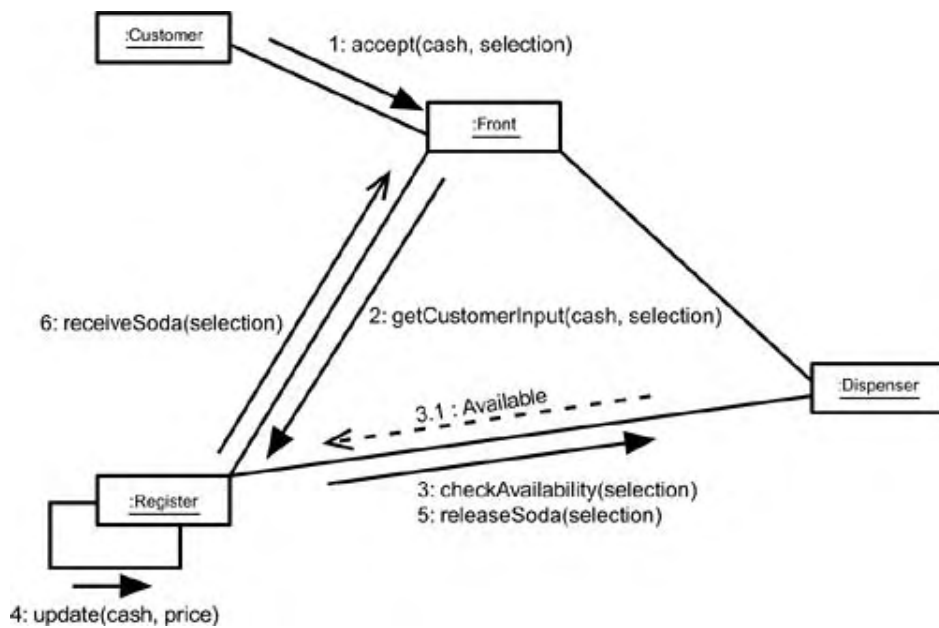 :Customer
1: accept(cash, selection)
:Front
6: receiveSoda(selection)
2: getCustomerInput(cash, selection)
:Dispenser
3.1 : Available
:Register
3: checkAvailability(selection)
5: releaseSoda(selection)
4: update(cash, price)